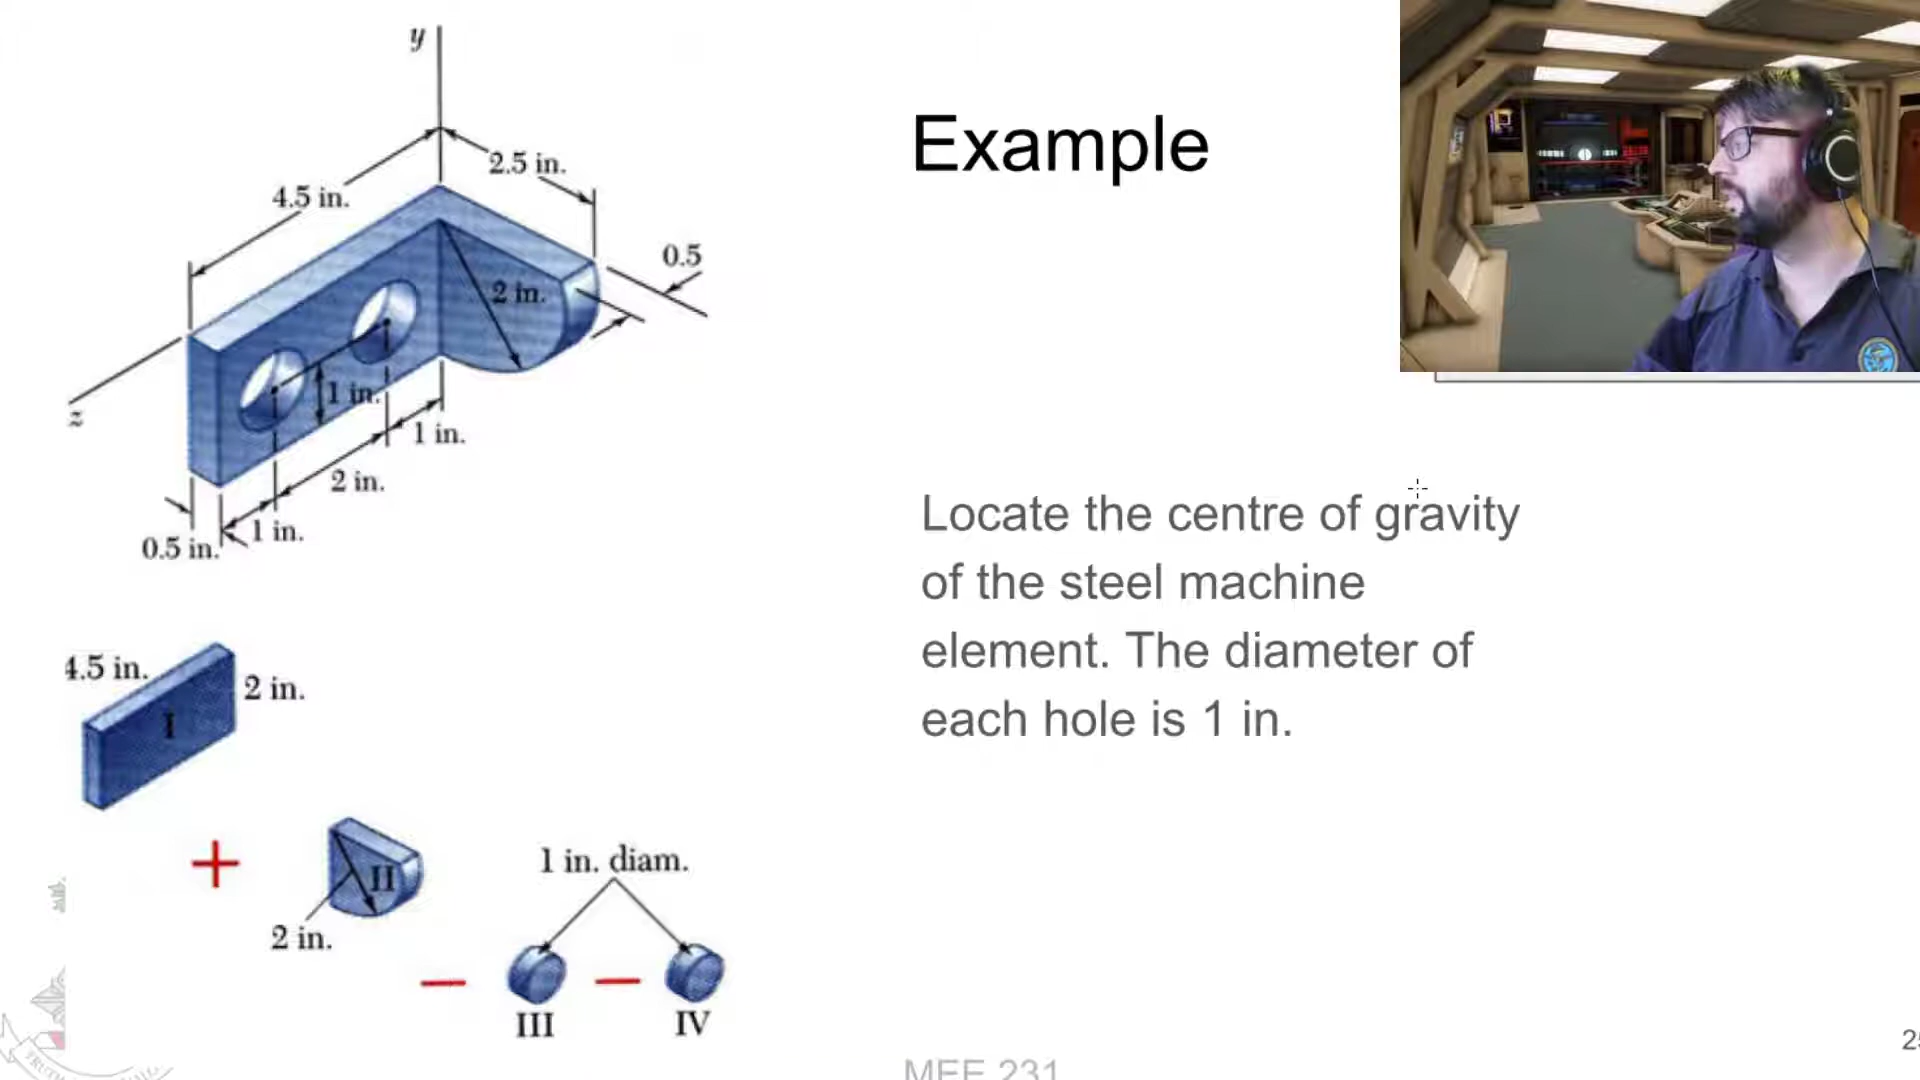 Example
y
2.5 in.
4.5 in.
0.5
2 in.
z
1 in.
1 in.
2 in.
1 in.
0.5 in.
Locate the centre of gravity
of the steel machine
element. The diameter of
each hole is 1 in.
4.5 in.
2 in.
I
+
II
2 in.
1 in. diam.
− −
III IV
MEE 231